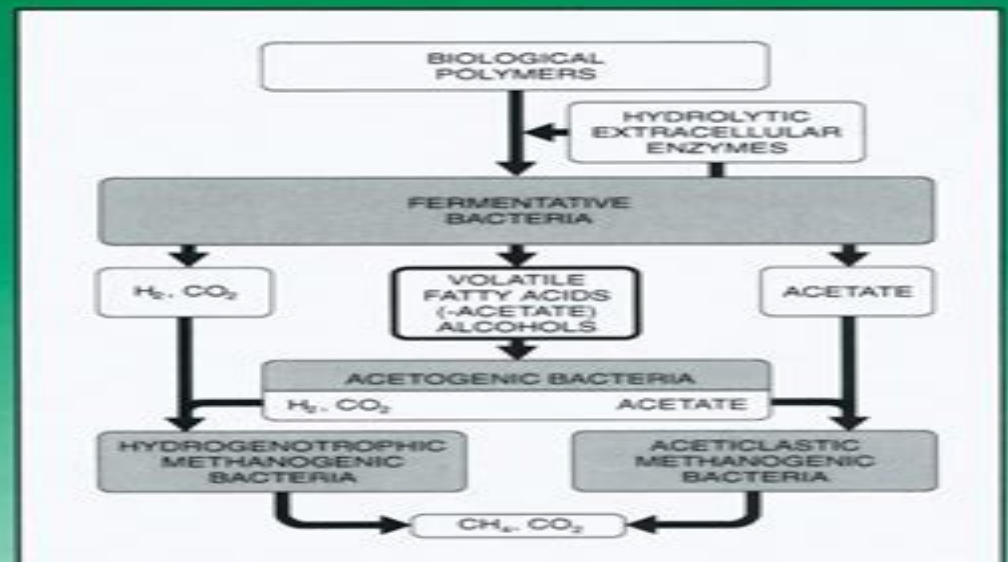 BIOLOGICAL
POLYMERS
HYDROLYTIC
EXTRACELLULAR
ENZYMES
FERMENTATIVE
BACTERIA
H₂. CO₂
VOLATILE
FATTY ACIDS
(-ACETATE)
ALCOHOLS
ACETATE
ACETOGENIC BACTERIA
H₂. CO₂ ACETATE
HYDROGENOTROPHIC
METHANOGENIC
BACTERIA
ACETICLASTIC
METHANOGENIC
BACTERIA
CH₄. CO₂